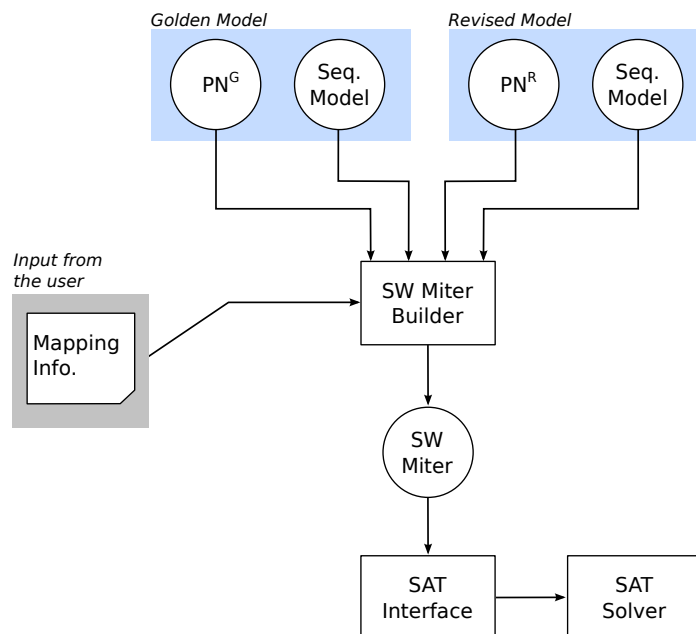 Golden Model
Revised Model
PN^G
Seq.
Model
PN^R
Seq.
Model
Input from
the user
Mapping
Info.
SW Miter
Builder
SW
Miter
SAT
Interface
SAT
Solver